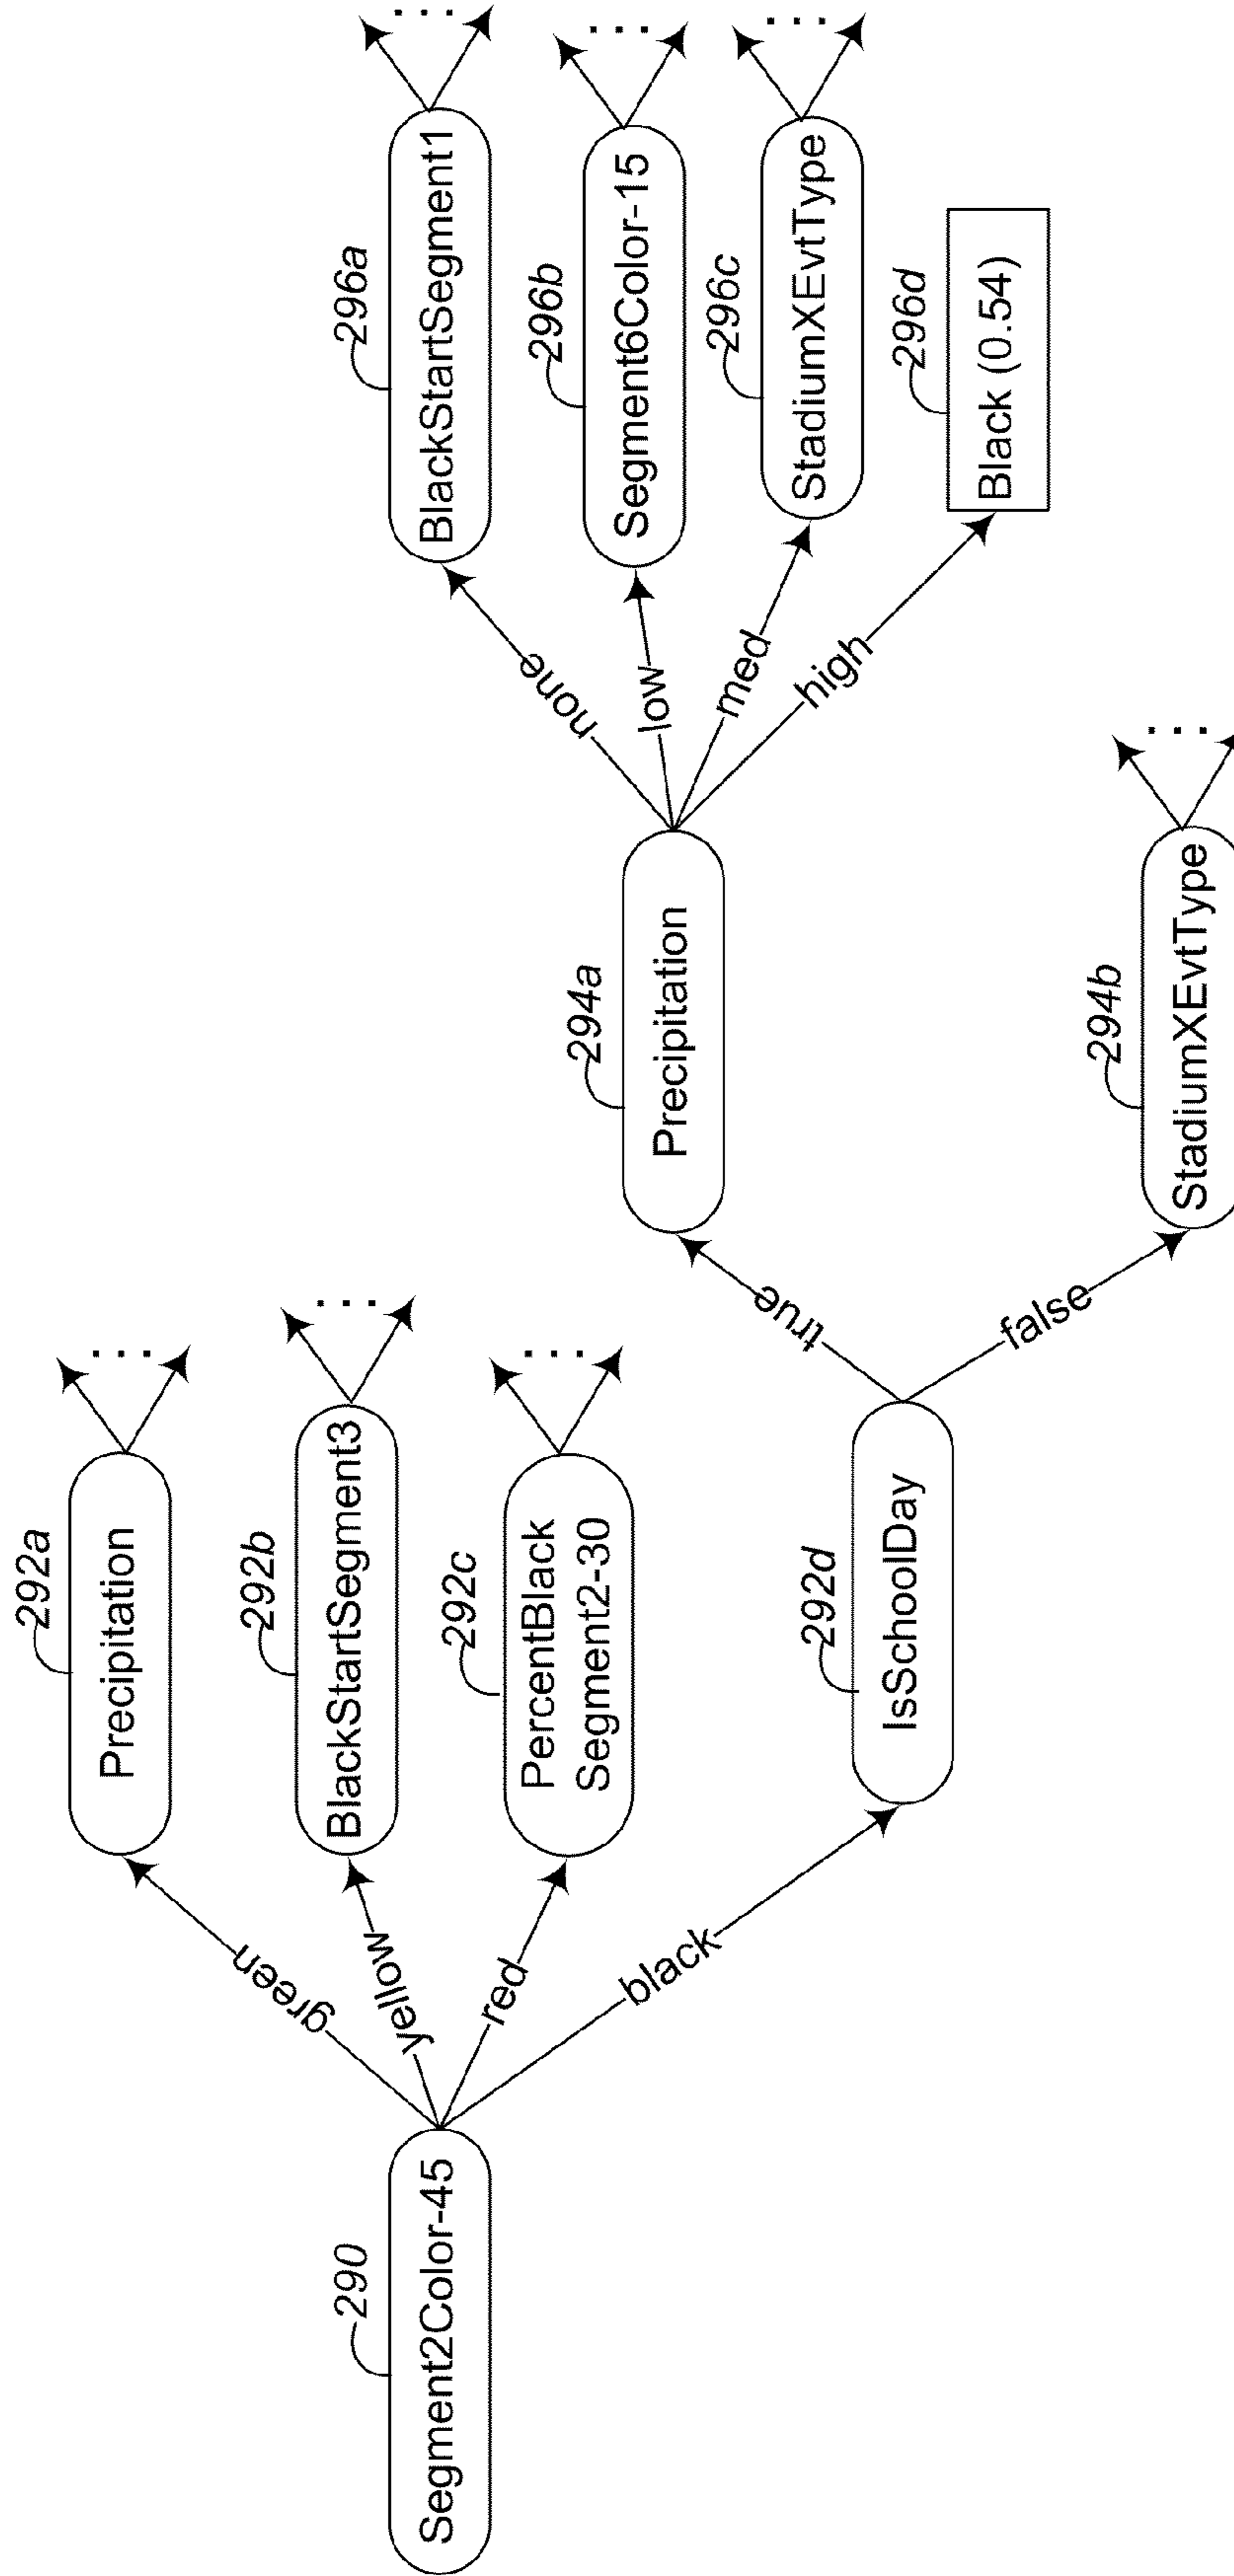 290
Segment2Color-45
green
yellow
red
black
292a
Precipitation
...
292b
BlackStartSegment3
...
292c
PercentBlack
Segment2-30
...
292d
IsSchoolDay
true
false
294a
Precipitation
none
low
med
high
294b
StadiumXEvtType
...
296a
BlackStartSegment1
...
296b
Segment6Color-15
...
296c
StadiumXEvtType
...
296d
Black (0.54)